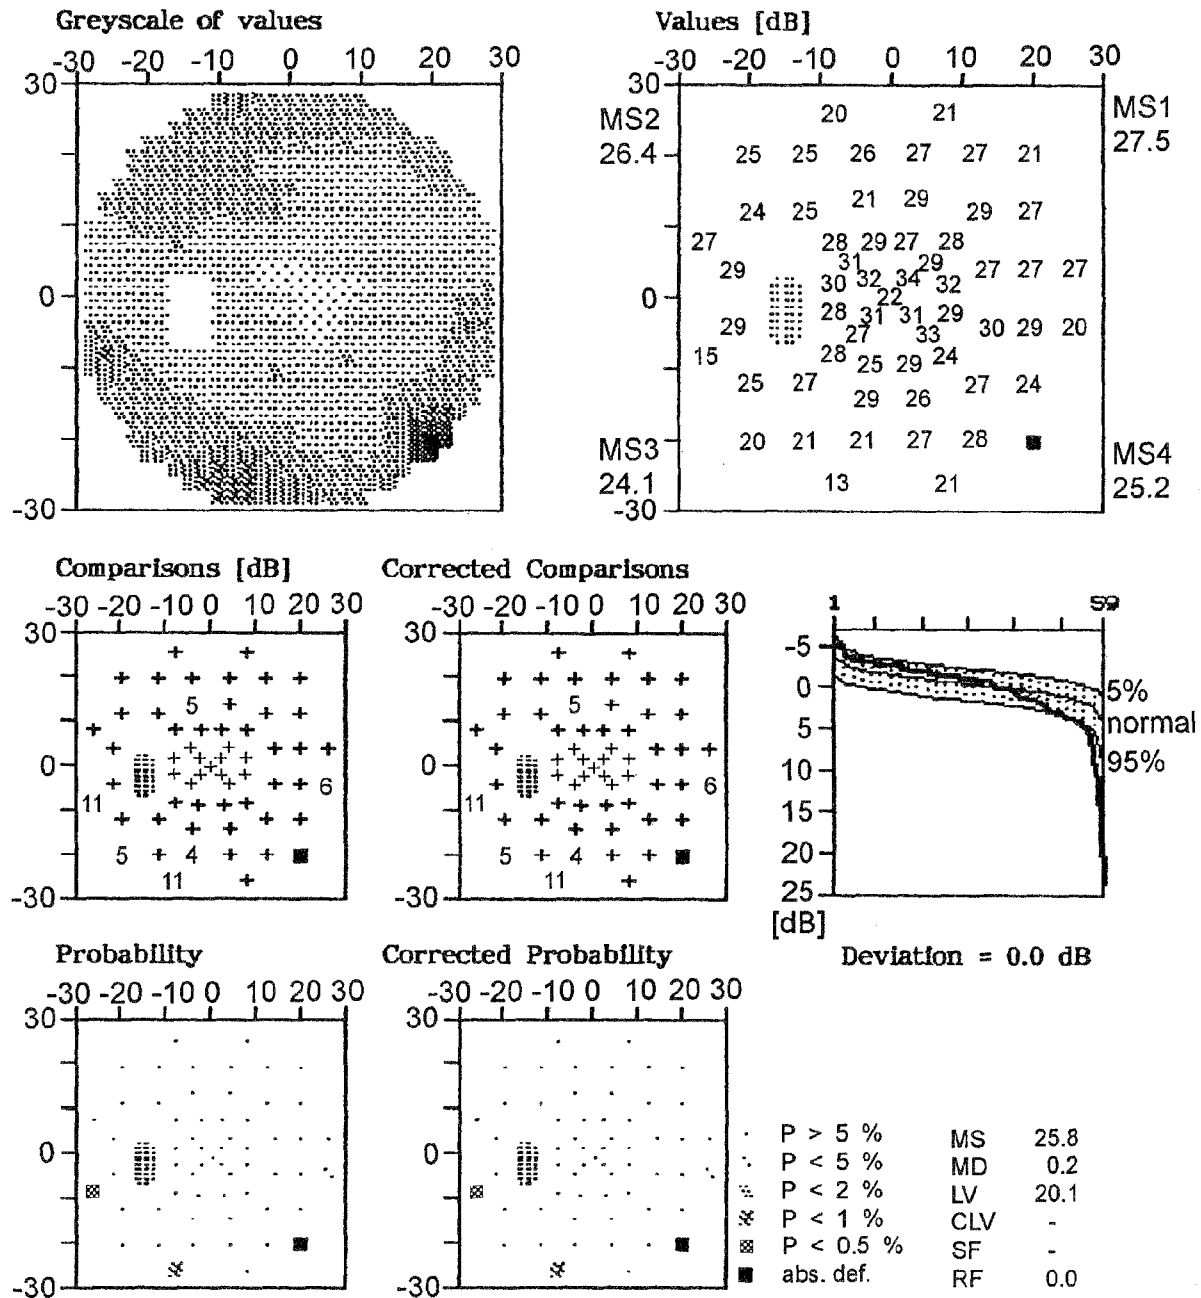 Greyscale of values
-30 -20 -10 0 10 20 30
30
0
-30
Values [dB]
-30 -20 -10 0 10 20 30
30
0
-30
MS2
26.4
MS1
27.5
MS3
24.1
MS4
25.2
20 21
25 25 26 27 27 21
21 29
24 25 29 27
27 28 29 27 28
31 29
29 32 34 27 27 27
30 32
22
28 31 31 29
29 27 33 30 29 20
15 28 25 29 24
25 27 27 24
29 26
20 21 21 27 28
13 21
Comparisons [dB]
-30 -20 -10 0 10 20 30
30
0
-30
5
6
11
5 4
11
Corrected Comparisons
-30 -20 -10 0 10 20 30
30
0
-30
5
6
11
5 4
11
1 59
-5
0
5
10
15
20
25
[dB]
5%
normal
95%
Deviation = 0.0 dB
Probability
-30 -20 -10 0 10 20 30
30
0
-30
Corrected Probability
-30 -20 -10 0 10 20 30
30
0
-30
P > 5 %
P < 5 %
P < 2 %
P < 1 %
P < 0.5 %
abs. def.
MS 25.8
MD 0.2
LV 20.1
CLV -
SF -
RF 0.0